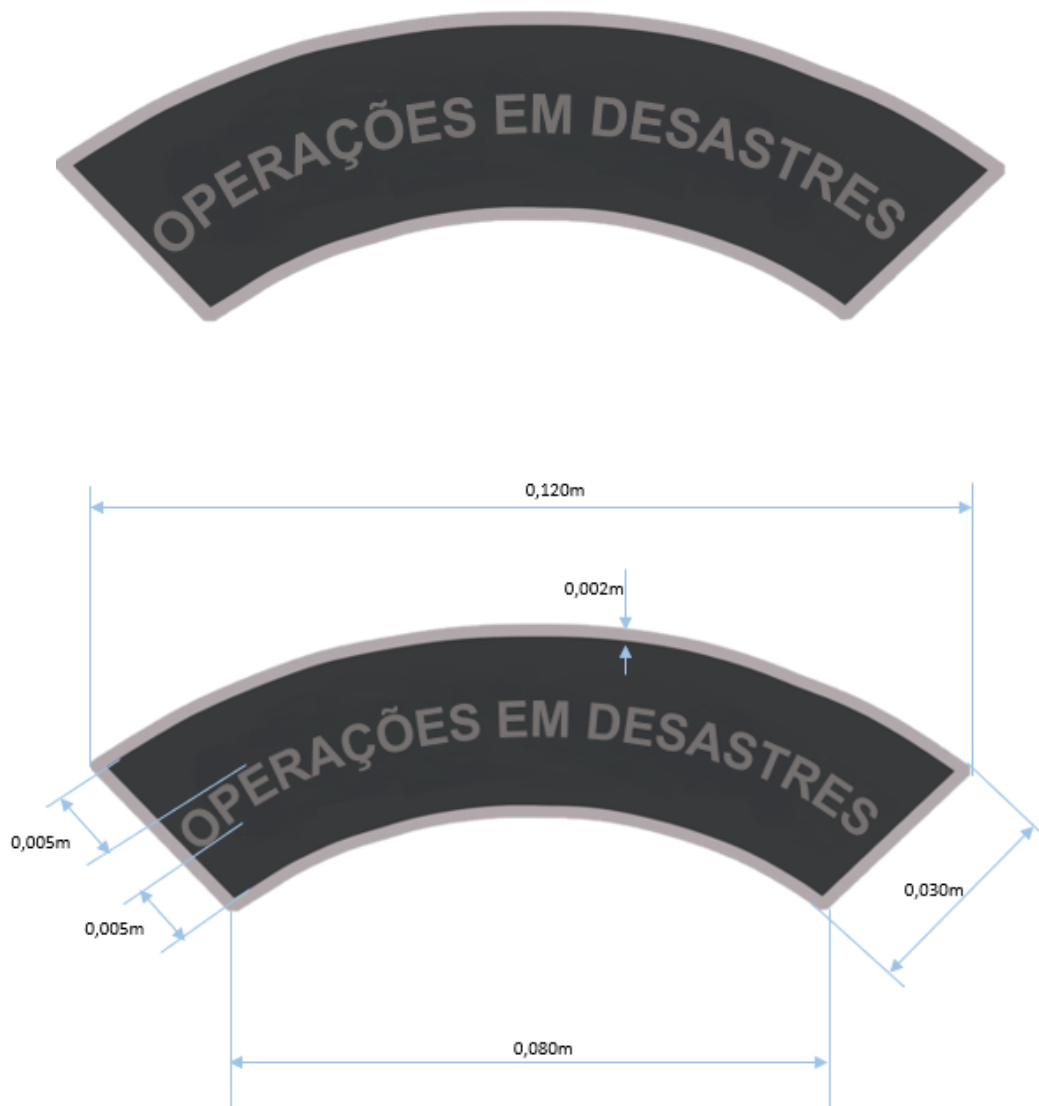 OPERAÇÕES EM DESASTRES
0,120m
0,002m
OPERAÇÕES EM DESASTRES
0,005m
0,030m
0,005m
0,080m